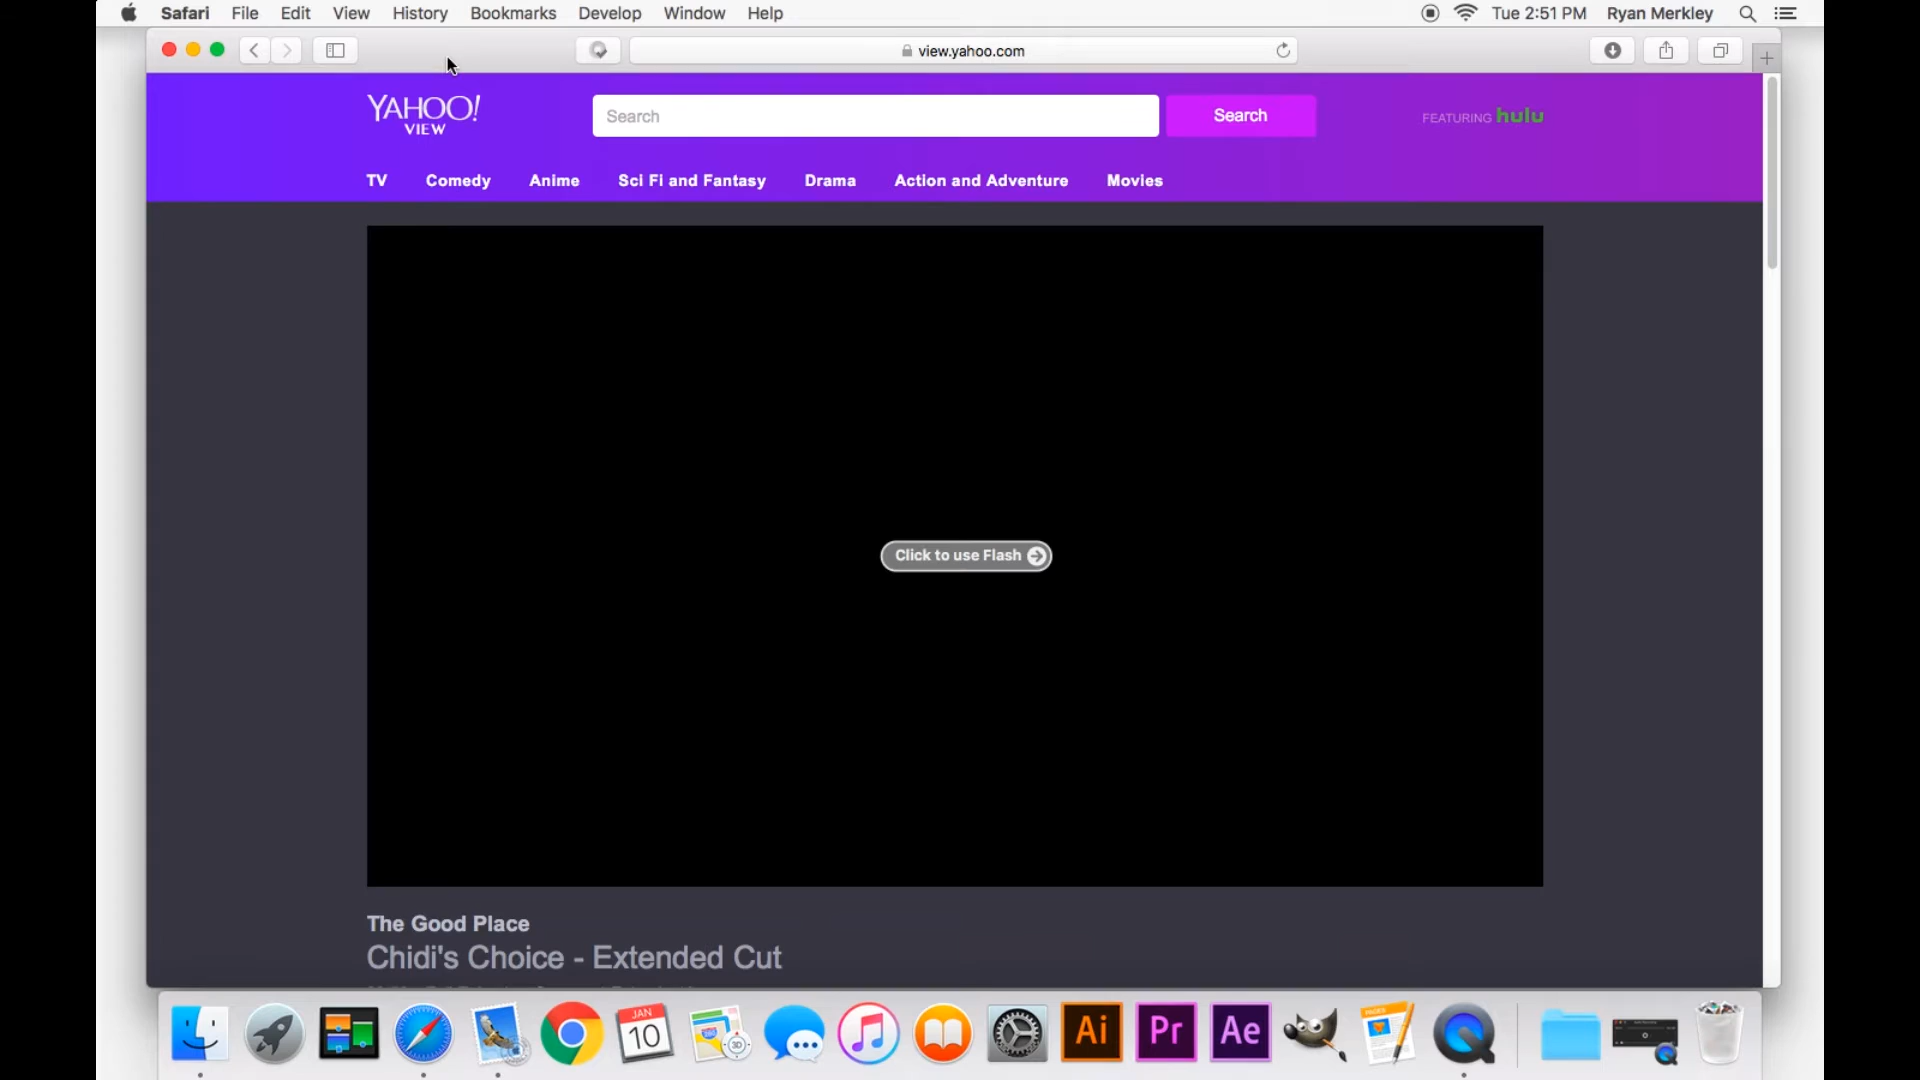 Safari File Edit View History Bookmarks Develop Window Help Tue 2:51 PM Ryan Merkley
view.yahoo.com
YAHOO!
VIEW
Search
Search
FEATURING hulu
TV Comedy Anime Sci Fi and Fantasy Drama Action and Adventure Movies
Click to use Flash
The Good Place
Chidi's Choice - Extended Cut
JAN
10
3D
Ai
Pr
Ae
PAGES